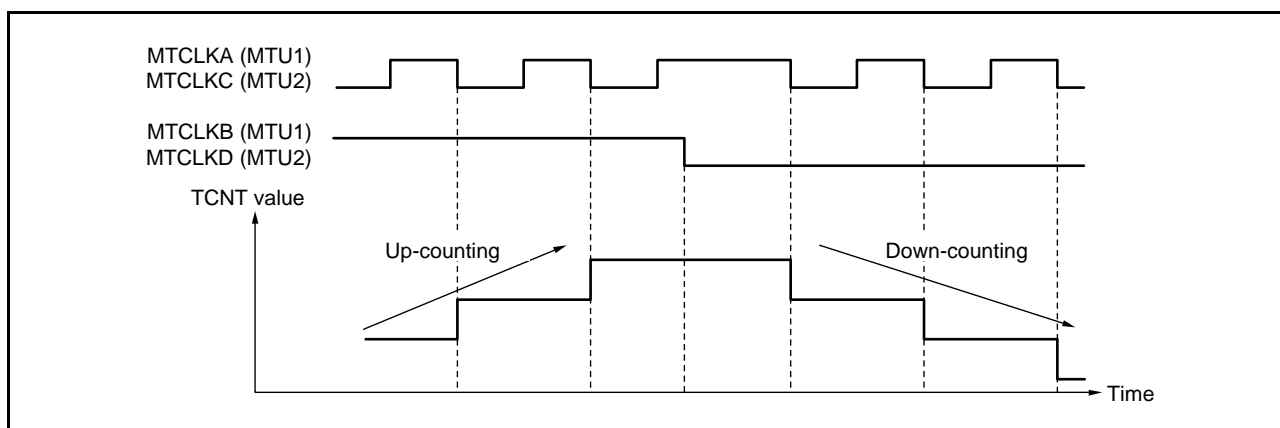 MTCLKA (MTU1)
MTCLKC (MTU2)
MTCLKB (MTU1)
MTCLKD (MTU2)
TCNT value
Up-counting
Down-counting
Time